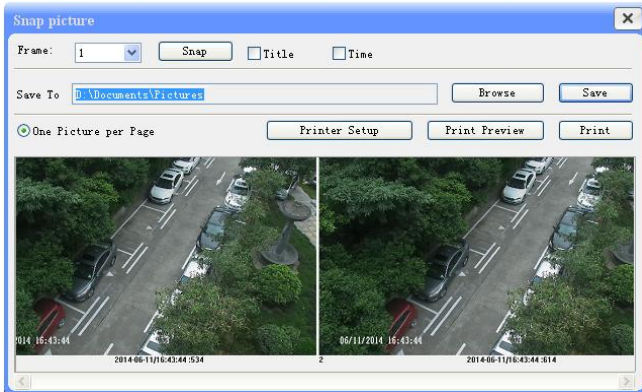 Snap picture
Frame: 1 Snap Title Time
Save To D:\Documents\Pictures Browse Save
One Picture per Page Printer Setup Print Preview Print
2014 16:43:44 06/11/2014 16:43:44
2014-06-11/16:43:44 :534 2 2014-06-11/16:43:44 :614